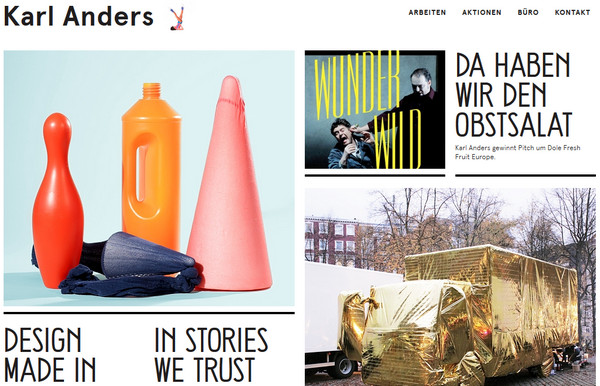 Karl Anders
ARBEITEN AKTIONEN BÜRO KONTAKT
WUNDER
WILD
DA HABEN
WIR DEN
OBSTSALAT
Karl Anders gewinnt Pitch um Dole Fresh
Fruit Europe.
DESIGN
MADE IN
IN STORIES
WE TRUST